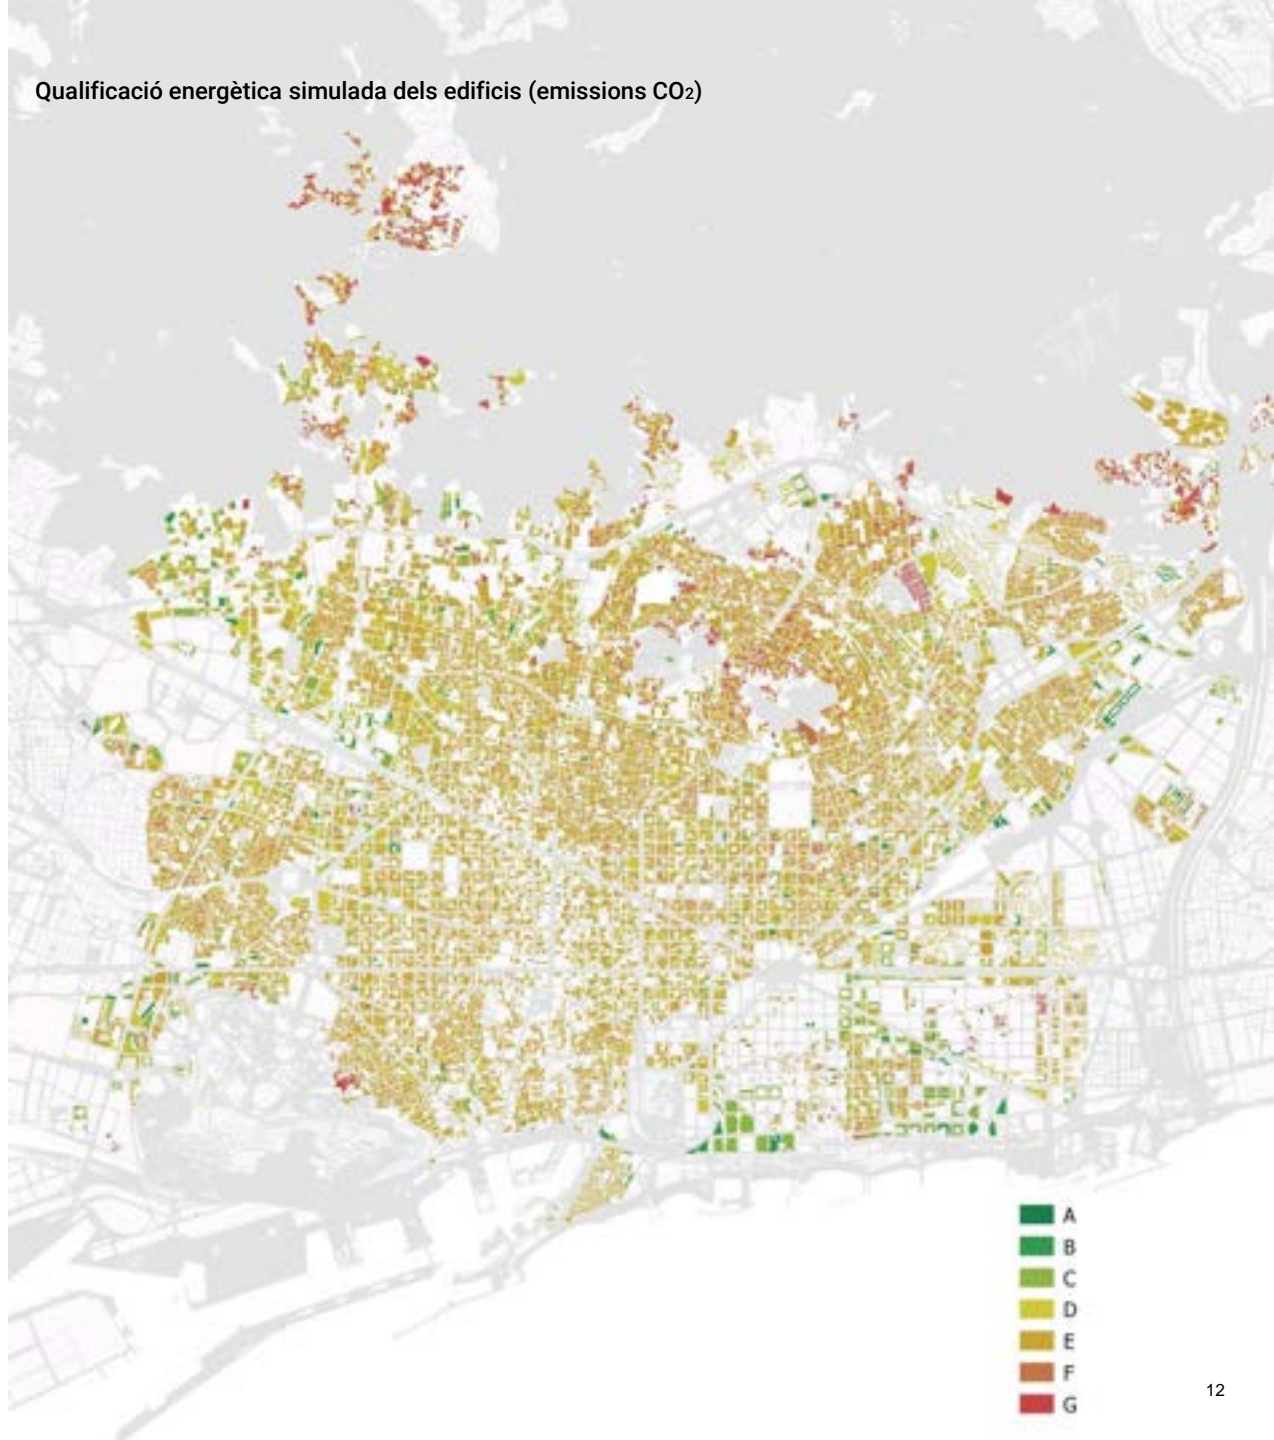 Qualificació energètica simulada dels edificis (emissions CO₂)
A
B
C
D
E
F
G
12